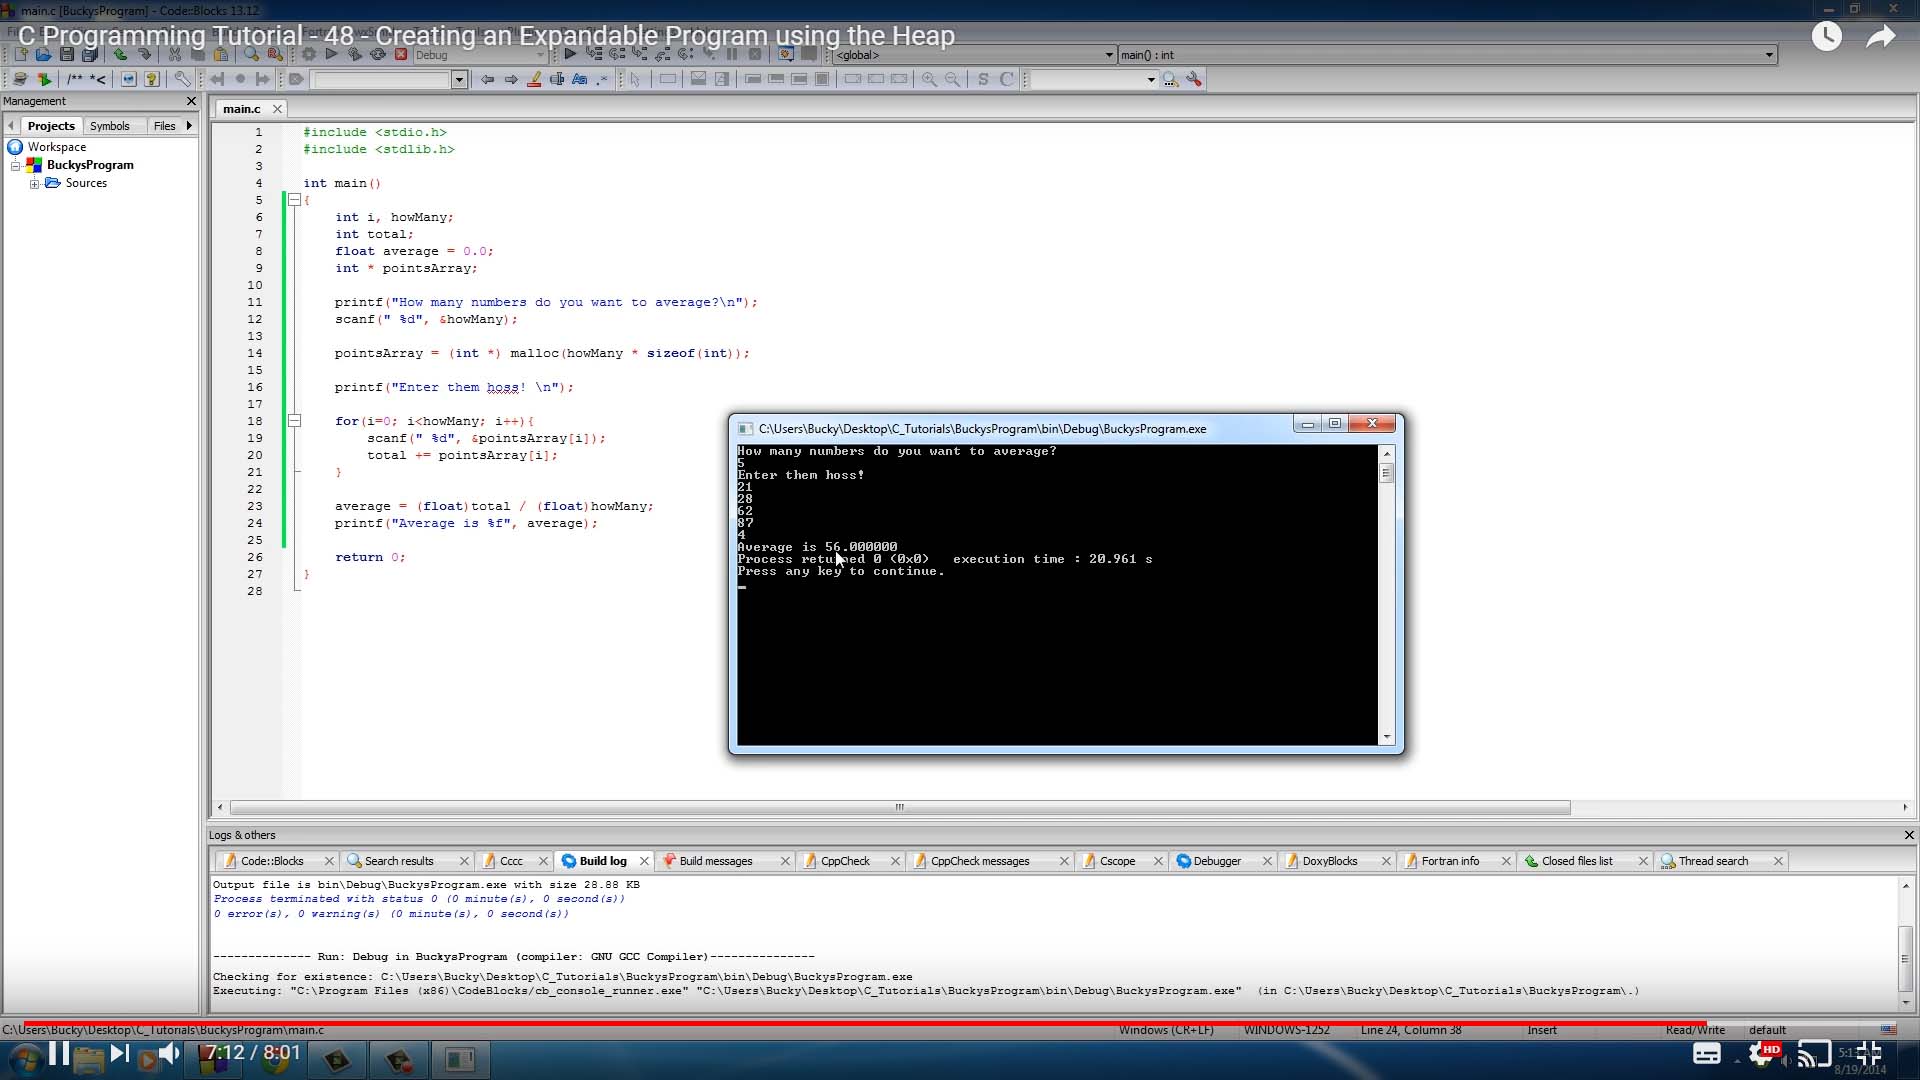 main.c [BuckysProgram] - Code::Blocks 13.12
C Programming Tutorial - 48 - Creating an Expandable Program using the Heap
Debug
<global>
main() : int
/** *<
S C
Management
main.c
Projects Symbols Files
Workspace
BuckysProgram
Sources
1 #include <stdio.h>
2 #include <stdlib.h>
3
4 int main()
5 {
6 int i, howMany;
7 int total;
8 float average = 0.0;
9 int * pointsArray;
10
11 printf("How many numbers do you want to average?\n");
12 scanf(" %d", &howMany);
13
14 pointsArray = (int *) malloc(howMany * sizeof(int));
15
16 printf("Enter them hoss! \n");
17
18 for(i=0; i<howMany; i++){
19 scanf(" %d", &pointsArray[i]);
20 total += pointsArray[i];
21 }
22
23 average = (float)total / (float)howMany;
24 printf("Average is %f", average);
25
26 return 0;
27 }
28
C:\Users\Bucky\Desktop\C_Tutorials\BuckysProgram\bin\Debug\BuckysProgram.exe
How many numbers do you want to average?
5
Enter them hoss!
21
28
62
87
4
Average is 56.000000
Process returned 0 (0x0) execution time : 20.961 s
Press any key to continue.
Logs & others
Code::Blocks Search results Cccc Build log Build messages CppCheck CppCheck messages Cscope Debugger DoxyBlocks Fortran info Closed files list Thread search
Output file is bin\Debug\BuckysProgram.exe with size 28.88 KB
Process terminated with status 0 (0 minute(s), 0 second(s))
0 error(s), 0 warning(s) (0 minute(s), 0 second(s))
-------------- Run: Debug in BuckysProgram (compiler: GNU GCC Compiler)---------------
Checking for existence: C:\Users\Bucky\Desktop\C_Tutorials\BuckysProgram\bin\Debug\BuckysProgram.exe
Executing: "C:\Program Files (x86)\CodeBlocks/cb_console_runner.exe" "C:\Users\Bucky\Desktop\C_Tutorials\BuckysProgram\bin\Debug\BuckysProgram.exe" (in C:\Users\Bucky\Desktop\C_Tutorials\BuckysProgram\.)
C:\Users\Bucky\Desktop\C_Tutorials\BuckysProgram\main.c
Windows (CR+LF) WINDOWS-1252 Line 24, Column 38 Insert Read/Write default
7:12 / 8:01
HD
8/19/2014